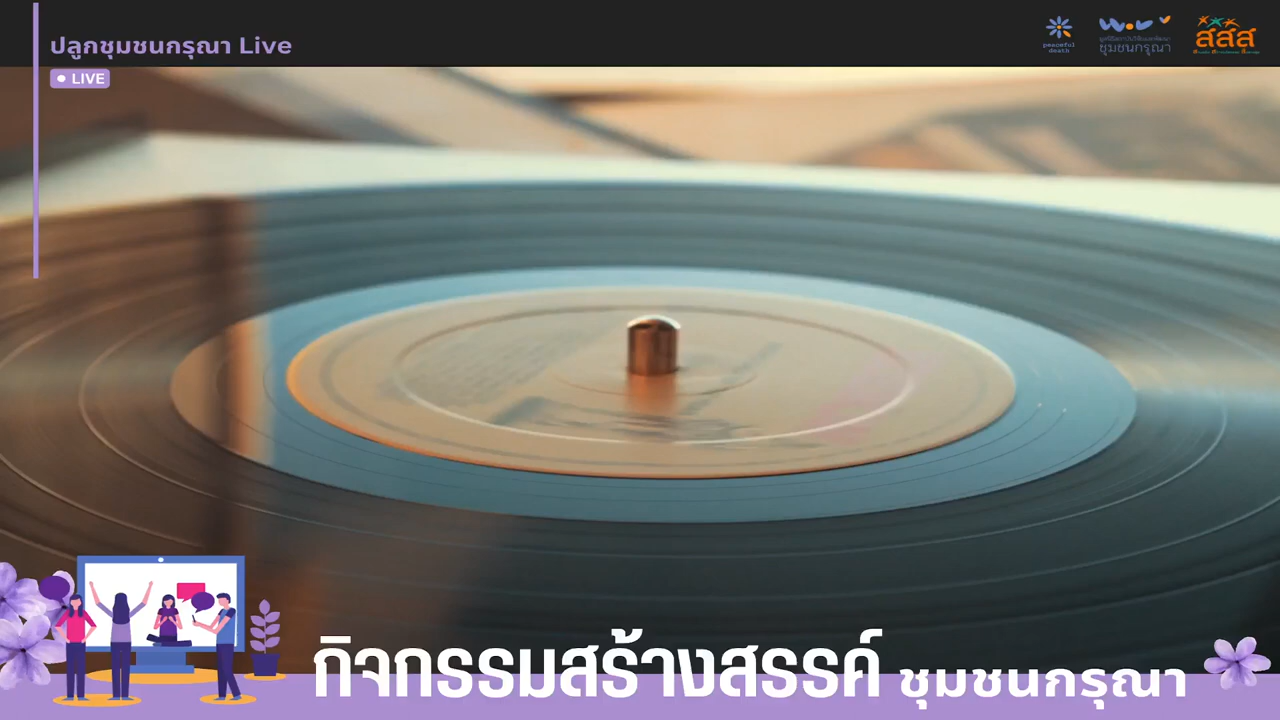 ปลูกชุมชนกรุณา Live
LIVE
peaceful
death
ชุมชนกรุณา
สสส
กิจกรรมสร้างสรรค์ ชุมชนกรุณา